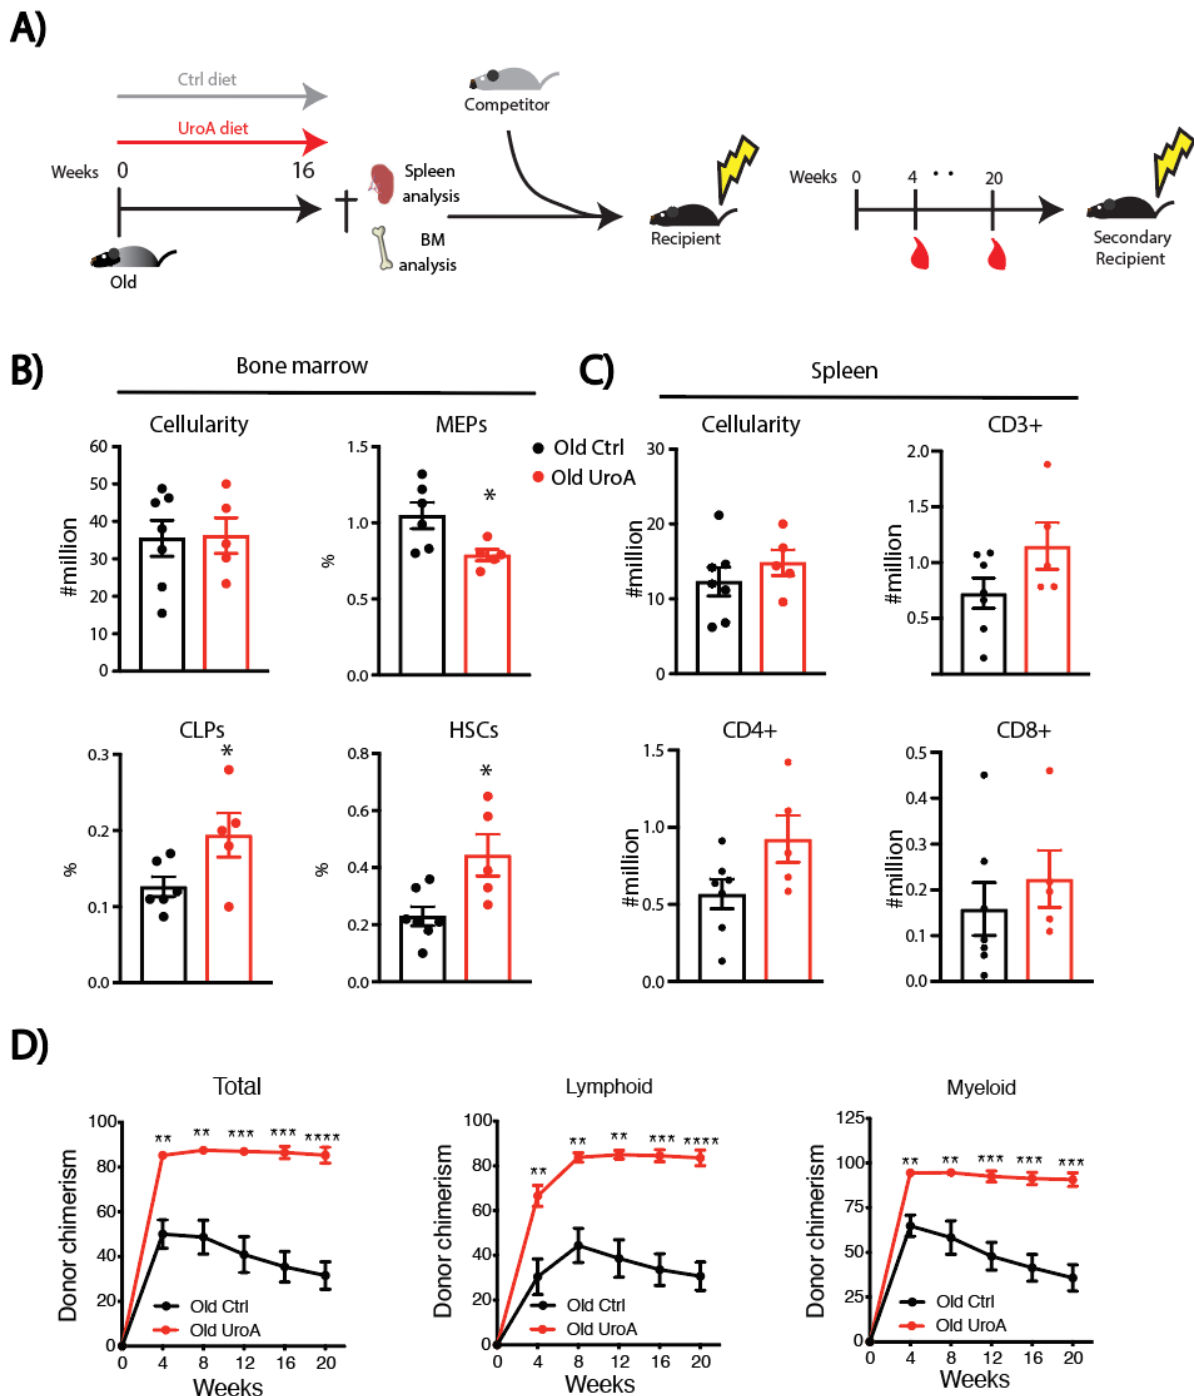 A)
Ctrl diet
UroA diet
Weeks 0 16
Old
Spleen
analysis
BM
analysis
Competitor
Recipient
Weeks 0 4 20
Secondary
Recipient
B)
Bone marrow
Cellularity
#million
60
50
40
30
20
10
0
MEPs
*
%
1.5
1.0
0.5
0.0
Old Ctrl
Old UroA
CLPs
*
%
0.3
0.2
0.1
0.0
HSCs
*
%
0.8
0.6
0.4
0.2
0.0
C)
Spleen
Cellularity
#million
30
20
10
0
CD3+
#million
2.0
1.5
1.0
0.5
CD4+
#million
1.5
1.0
0.5
0.0
CD8+
#million
0.5
0.4
0.3
0.2
0.1
0.0
D)
Total
Donor chimerism
100
80
60
40
20
0
** ** *** *** ****
Old Ctrl
Old UroA
0 4 8 12 16 20
Weeks
Lymphoid
Donor chimerism
100
80
60
40
20
0
** ** ** *** ****
Old Ctrl
Old UroA
0 4 8 12 16 20
Weeks
Myeloid
Donor chimerism
125
100
75
50
25
0
** ** *** *** ***
Old Ctrl
Old UroA
0 4 8 12 16 20
Weeks